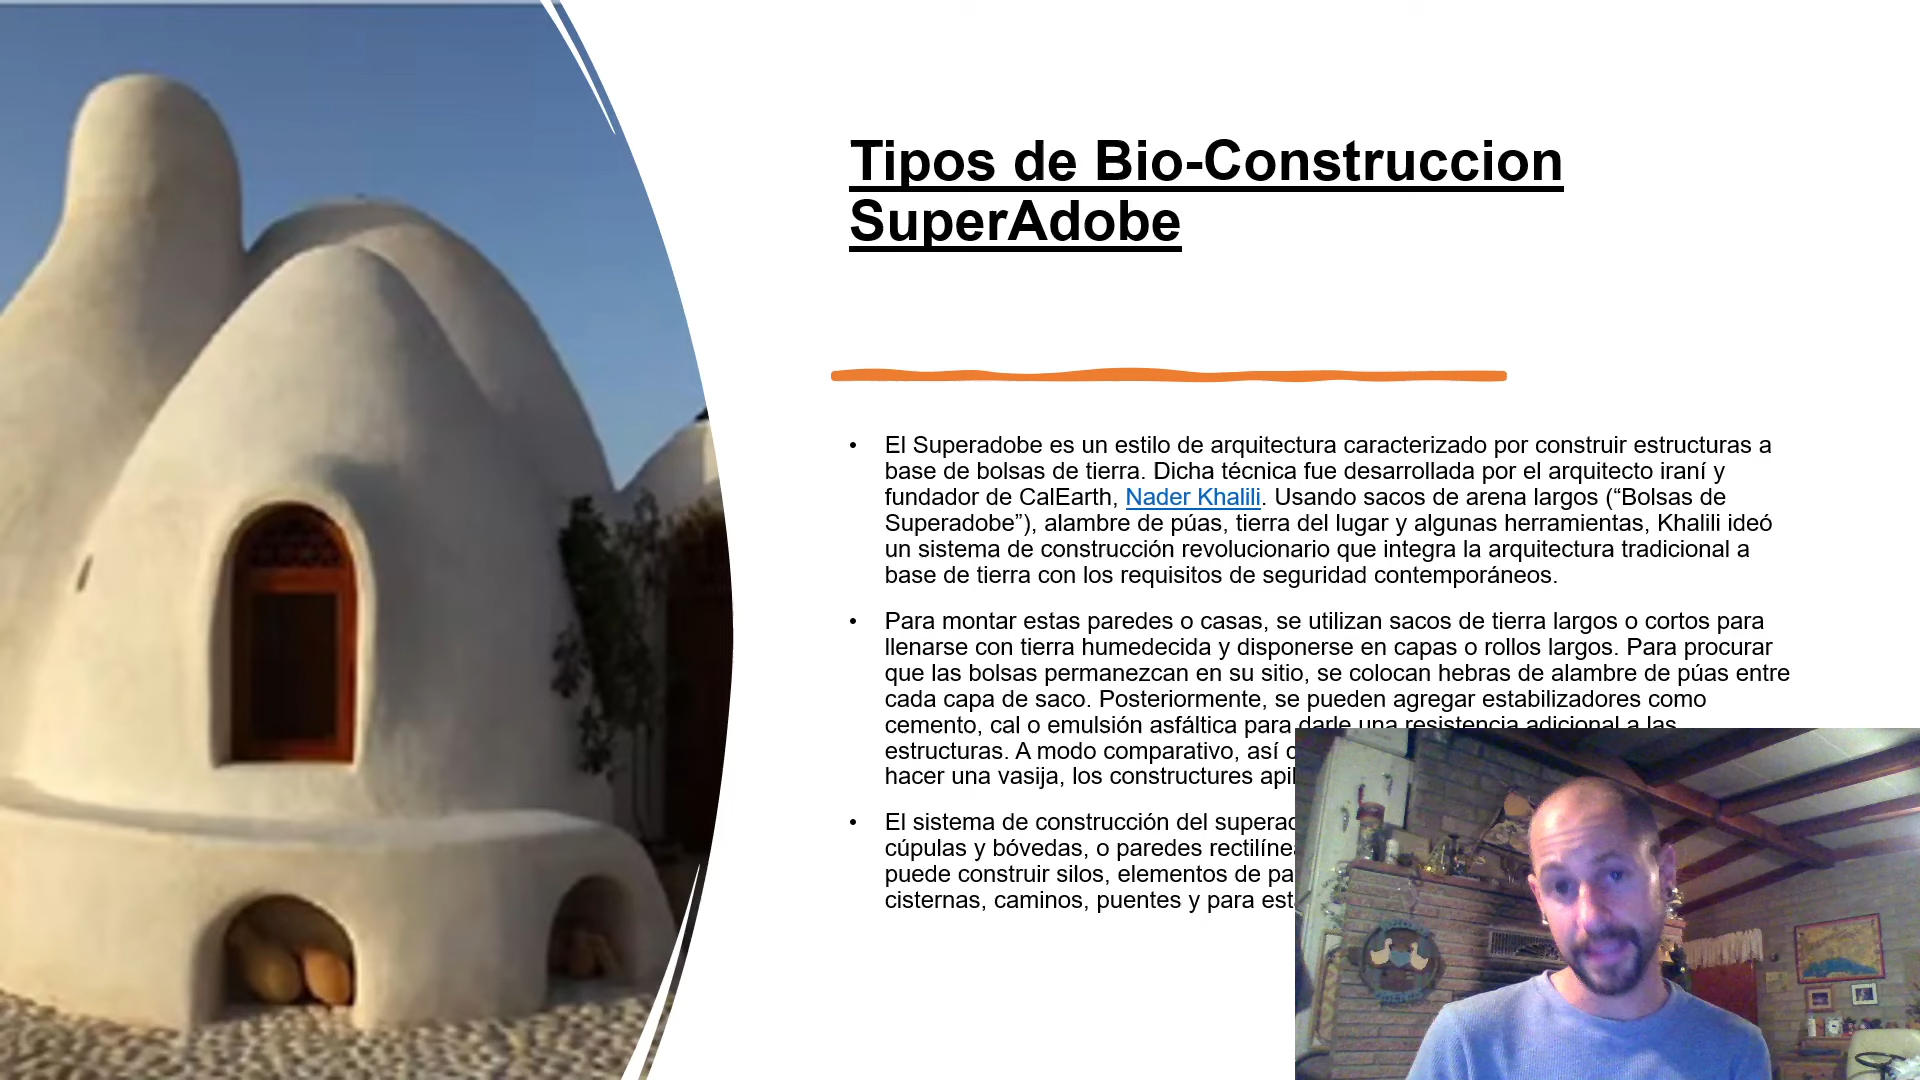 Tipos de Bio-Construccion
SuperAdobe
• El Superadobe es un estilo de arquitectura caracterizado por construir estructuras a
base de bolsas de tierra. Dicha técnica fue desarrollada por el arquitecto iraní y
fundador de CalEarth, Nader Khalili. Usando sacos de arena largos (“Bolsas de
Superadobe”), alambre de púas, tierra del lugar y algunas herramientas, Khalili ideó
un sistema de construcción revolucionario que integra la arquitectura tradicional a
base de tierra con los requisitos de seguridad contemporáneos.
• Para montar estas paredes o casas, se utilizan sacos de tierra largos o cortos para
llenarse con tierra humedecida y disponerse en capas o rollos largos. Para procurar
que las bolsas permanezcan en su sitio, se colocan hebras de alambre de púas entre
cada capa de saco. Posteriormente, se pueden agregar estabilizadores como
cemento, cal o emulsión asfáltica para darle una resistencia adicional a las
estructuras. A modo comparativo, así
hacer una vasija, los constructures
• El sistema de construcción del
cúpulas y bóvedas, o paredes
puede construir silos, elementos de
cisternas, caminos, puentes y para